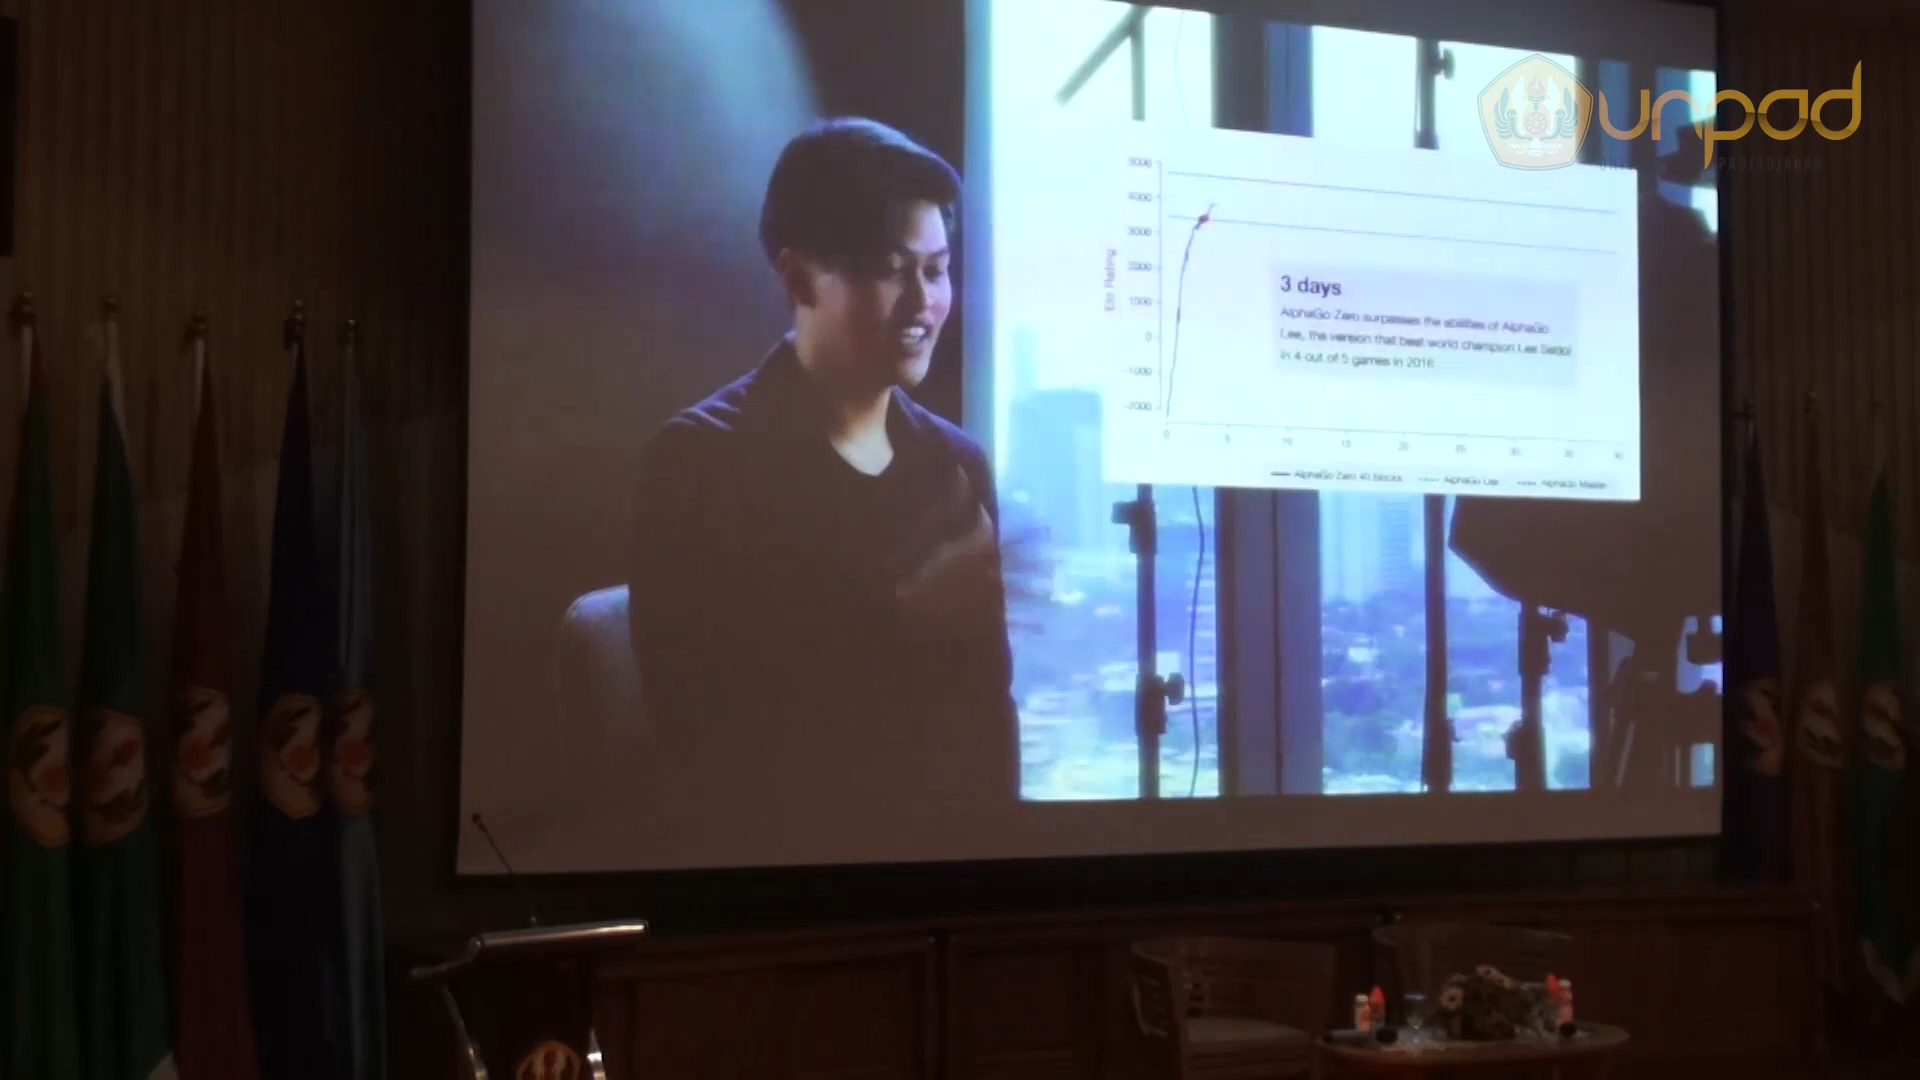 unpad
PADJADJARAN
5000
4000
3000
2000
1000
0
-1000
-2000
Elo Rating
3 days
AlphaGo Zero surpasses the abilities of AlphaGo
Lee, the version that beat world champion Lee Sedol
in 4 out of 5 games in 2016.
0 5 10 15 20 25 30 35 40
AlphaGo Zero 40 blocks AlphaGo Lee AlphaGo Master